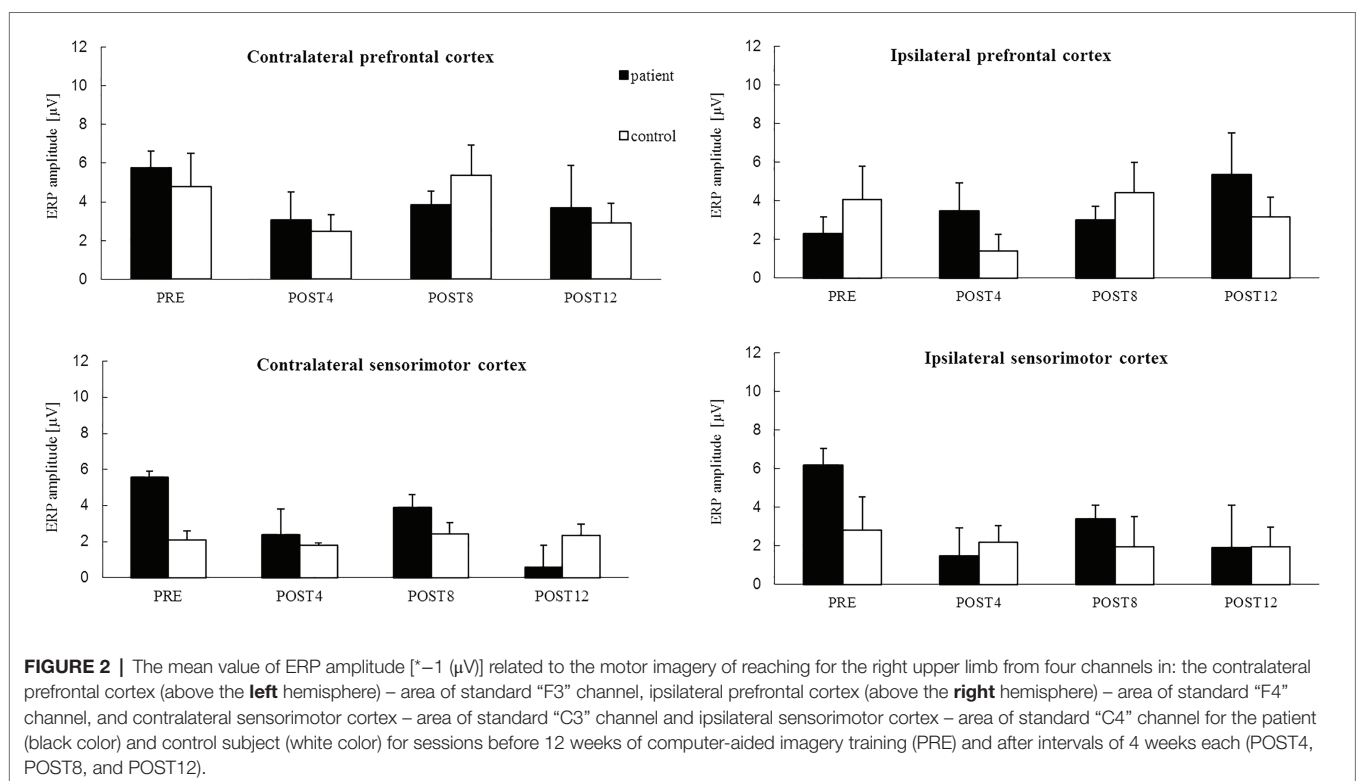 Contralateral prefrontal cortex
patient
control
ERP amplitude [µV]
12
10
8
6
4
2
0
PRE
POST4
POST8
POST12
Ipsilateral prefrontal cortex
ERP amplitude [µV]
12
10
8
6
4
2
0
PRE
POST4
POST8
POST12
Contralateral sensorimotor cortex
ERP amplitude [µV]
12
10
8
6
4
2
0
PRE
POST4
POST8
POST12
Ipsilateral sensorimotor cortex
ERP amplitude [µV]
12
10
8
6
4
2
0
PRE
POST4
POST8
POST12
FIGURE 2 | The mean value of ERP amplitude [*−1 (µV)] related to the motor imagery of reaching for the right upper limb from four channels in: the contralateral
prefrontal cortex (above the left hemisphere) – area of standard “F3” channel, ipsilateral prefrontal cortex (above the right hemisphere) – area of standard “F4”
channel, and contralateral sensorimotor cortex – area of standard “C3” channel and ipsilateral sensorimotor cortex – area of standard “C4” channel for the patient
(black color) and control subject (white color) for sessions before 12 weeks of computer-aided imagery training (PRE) and after intervals of 4 weeks each (POST4,
POST8, and POST12).